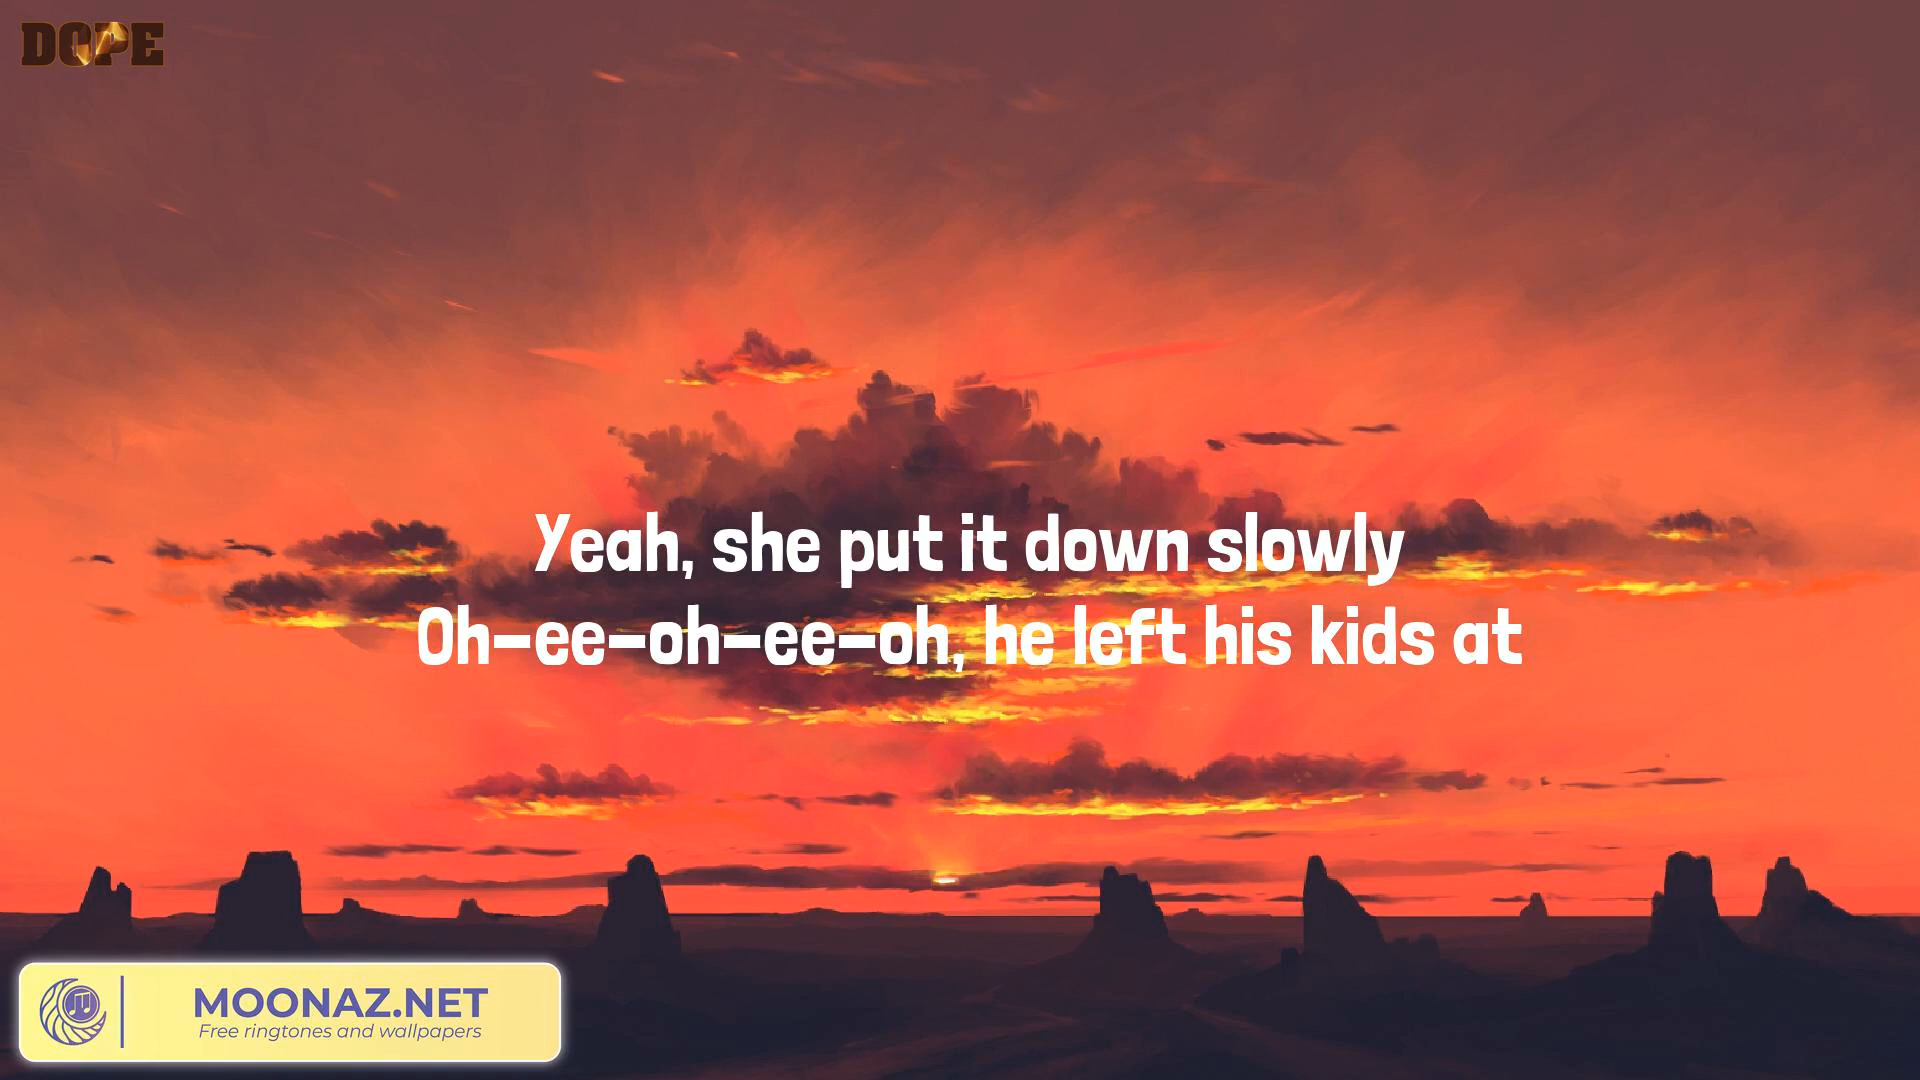 DOPE
Yeah, she put it down slowly
Oh-ee-oh-ee-oh, he left his kids at
MOONAZ.NET
Free ringtones and wallpapers